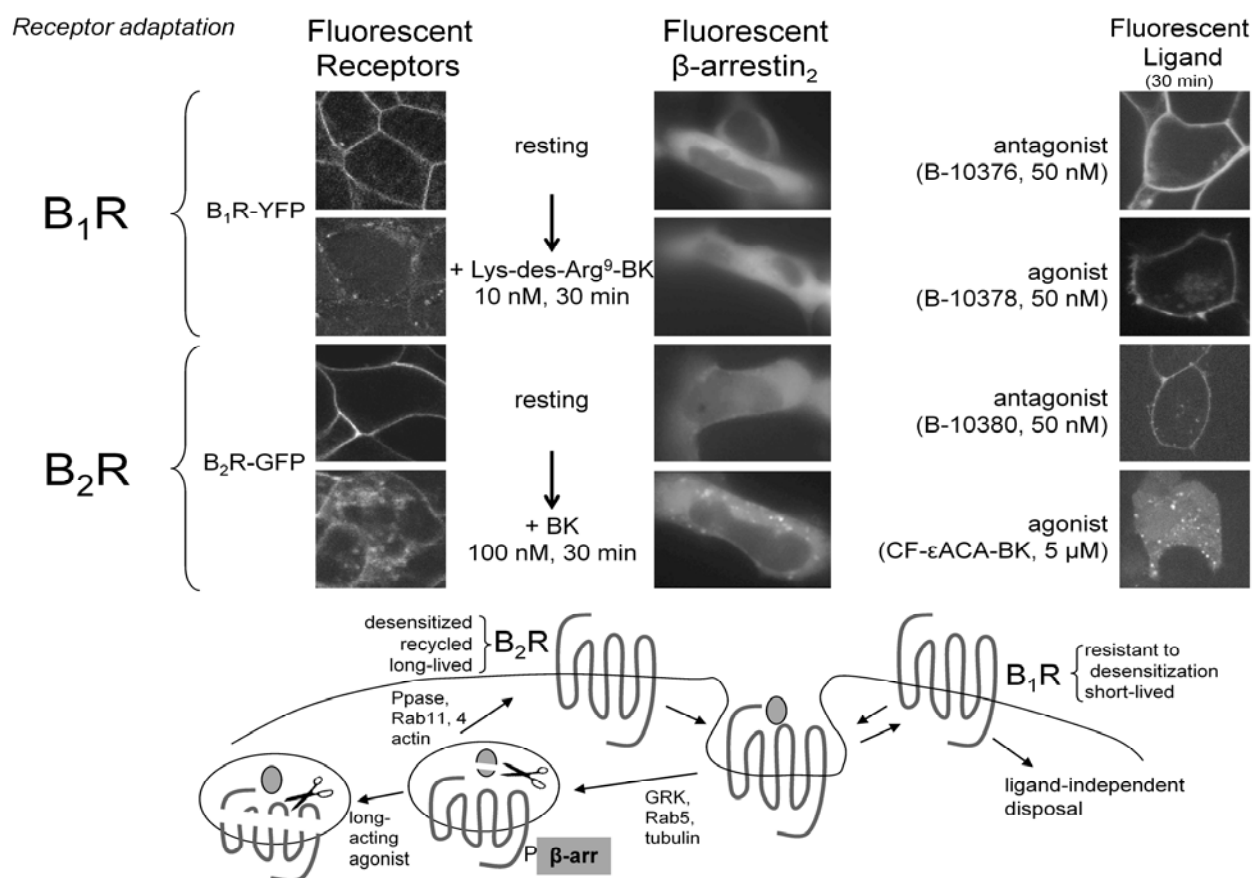 Receptor adaptation
Fluorescent
Receptors
Fluorescent
β-arrestin₂
Fluorescent
Ligand
(30 min)
B₁R
B₁R-YFP
resting
+ Lys-des-Arg⁹-BK
10 nM, 30 min
antagonist
(B-10376, 50 nM)
agonist
(B-10378, 50 nM)
B₂R
B₂R-GFP
resting
+ BK
100 nM, 30 min
antagonist
(B-10380, 50 nM)
agonist
(CF-εACA-BK, 5 µM)
desensitized
recycled
long-lived
B₂R
B₁R
resistant to
desensitization
short-lived
Ppase,
Rab11, 4
actin
ligand-independent
disposal
GRK,
Rab5,
tubulin
long-
acting
agonist
P β-arr